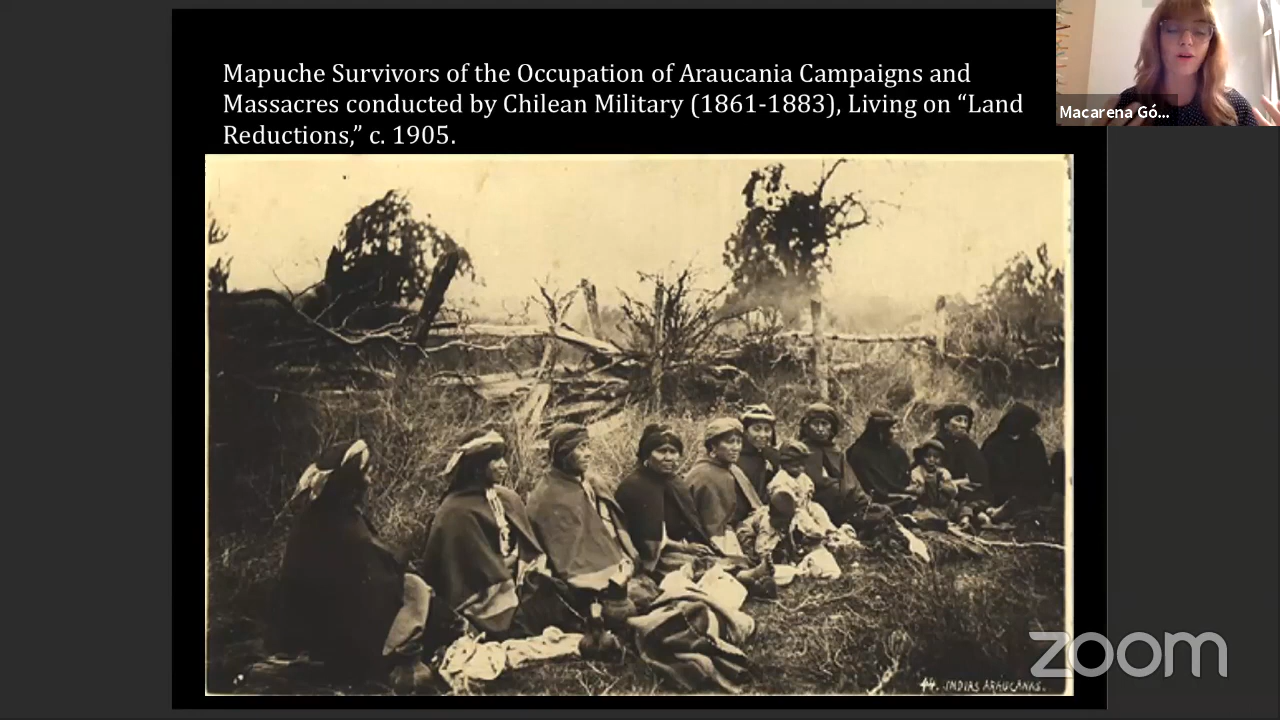 Mapuche Survivors of the Occupation of Araucania Campaigns and
Massacres conducted by Chilean Military (1861-1883), Living on “Land
Reductions,” c. 1905.
Macarena Gó...
44. INDIAS ARAUCANAS.
zoom